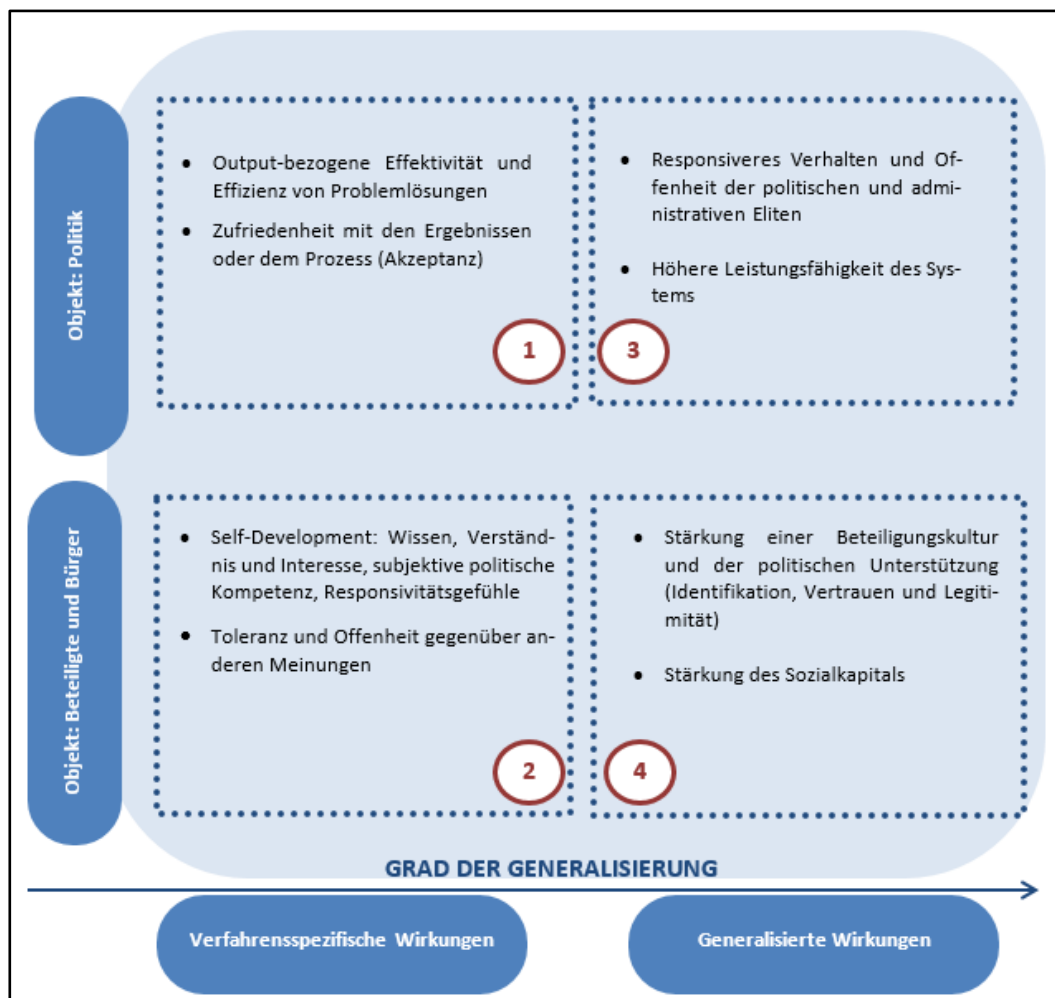 Objekt: Politik
• Output-bezogene Effektivität und
Effizienz von Problemlösungen
• Zufriedenheit mit den Ergebnissen
oder dem Prozess (Akzeptanz)
1
• Responsiveres Verhalten und Of-
fenheit der politischen und admi-
nistrativen Eliten
• Höhere Leistungsfähigkeit des Sys-
tems
3
Objekt: Beteiligte und Bürger
• Self-Development: Wissen, Verständ-
nis und Interesse, subjektive politische
Kompetenz, Responsivitätsgefühle
• Toleranz und Offenheit gegenüber an-
deren Meinungen
2
• Stärkung einer Beteiligungskultur
und der politischen Unterstützung
(Identifikation, Vertrauen und Legiti-
mität)
• Stärkung des Sozialkapitals
4
GRAD DER GENERALISIERUNG
Verfahrensspezifische Wirkungen
Generalisierte Wirkungen